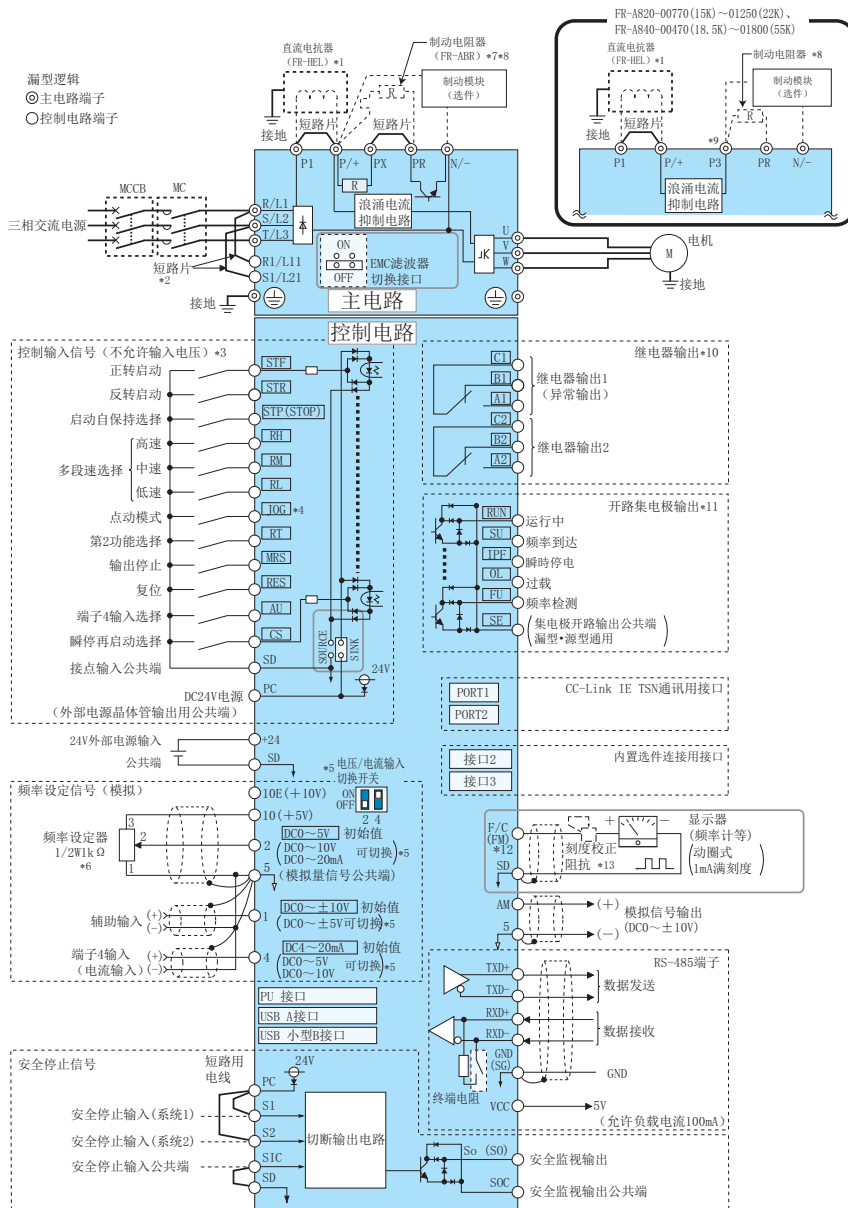 FR-A820-00770(15K)～01250(22K)、
FR-A840-00470(18.5K)～01800(55K)
直流电抗器
(FR-HEL)*1
制动电阻器 *8
制动模块
(选件)
R
接地
短路片
*9
P1
P/+
P3
PR
N/-
浪涌电流
抑制电路
漏型逻辑
◎主电路端子
○控制电路端子
直流电抗器
(FR-HEL)*1
制动电阻器
(FR-ABR)*7*8
制动模块
(选件)
R
接地
短路片
短路片
P1
P/+
PX
PR
N/-
R
浪涌电流
抑制电路
MCCB
MC
三相交流电源
R/L1
S/L2
T/L3
R1/L11
S1/L21
短路片
*2
接地
ON
OFF
EMC滤波器
切换接口
主电路
U
V
W
M
电机
接地
控制电路
控制输入信号（不允许输入电压）*3
正转启动
STF
反转启动
STR
启动自保持选择
STP(STOP)
多段速选择
高速
RH
中速
RM
低速
RL
点动模式
JOG *4
第2功能选择
RT
输出停止
MRS
复位
RES
端子4输入选择
AU
瞬停再启动选择
CS
接点输入公共端
SD
SOURCE
SINK
24V
DC24V电源
(外部电源晶体管输出用公共端)
PC
继电器输出*10
C1
B1
A1
继电器输出1
(异常输出)
C2
B2
A2
继电器输出2
开路集电极输出*11
RUN
运行中
SU
频率到达
IPF
瞬時停电
OL
过载
FU
频率检测
SE
集电极开路输出公共端
漏型•源型通用
PORT1
PORT2
CC-Link IE TSN通讯用接口
接口2
接口3
内置选件连接用接口
24V外部电源输入
+24
公共端
SD
*5 电压/电流输入
切换开关
ON
OFF
2 4
频率设定信号（模拟）
10E(＋10V)
10(＋5V)
频率设定器
1/2W1kΩ
*6
3
2
1
2
DC0～5V 初始值
DC0～10V
DC0～20mA
可切换*5
5
(模拟量信号公共端)
辅助输入
(+)
(-)
1
DC0～±10V 初始值
DC0～±5V可切换*5
端子4输入
(电流输入)
(+)
(-)
4
DC4～20mA 初始值
DC0～5V
DC0～10V
可切换*5
F/C
(FM)
*12
SD
刻度校正
阻抗 *13
＋
－
显示器
(频率计等)
动圈式
1mA满刻度
AM
5
(+)
(-)
模拟信号输出
(DC0～±10V)
RS-485端子
TXD+
TXD-
数据发送
RXD+
RXD-
数据接收
GND
(SG)
GND
终端电阻
VCC
5V
(允许负载电流100mA)
PU 接口
USB A接口
USB 小型B接口
安全停止信号
短路用
电线
24V
PC
安全停止输入(系统1)
S1
安全停止输入(系统2)
S2
安全停止输入公共端
SIC
SD
切断输出电路
So (SO)
安全监视输出
SOC
安全监视输出公共端